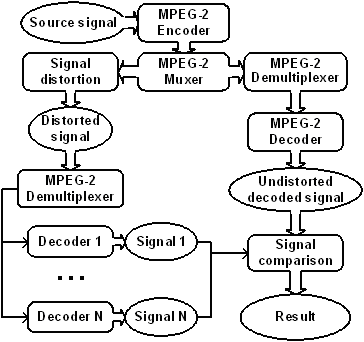 Source signal
MPEG-2
Encoder
Signal
distortion
MPEG-2
Muxer
MPEG-2
Demultiplexer
Distorted
signal
MPEG-2
Decoder
MPEG-2
Demultiplexer
Undistorted
decoded signal
Decoder 1
Signal 1
Signal
comparison
...
Decoder N
Signal N
Result